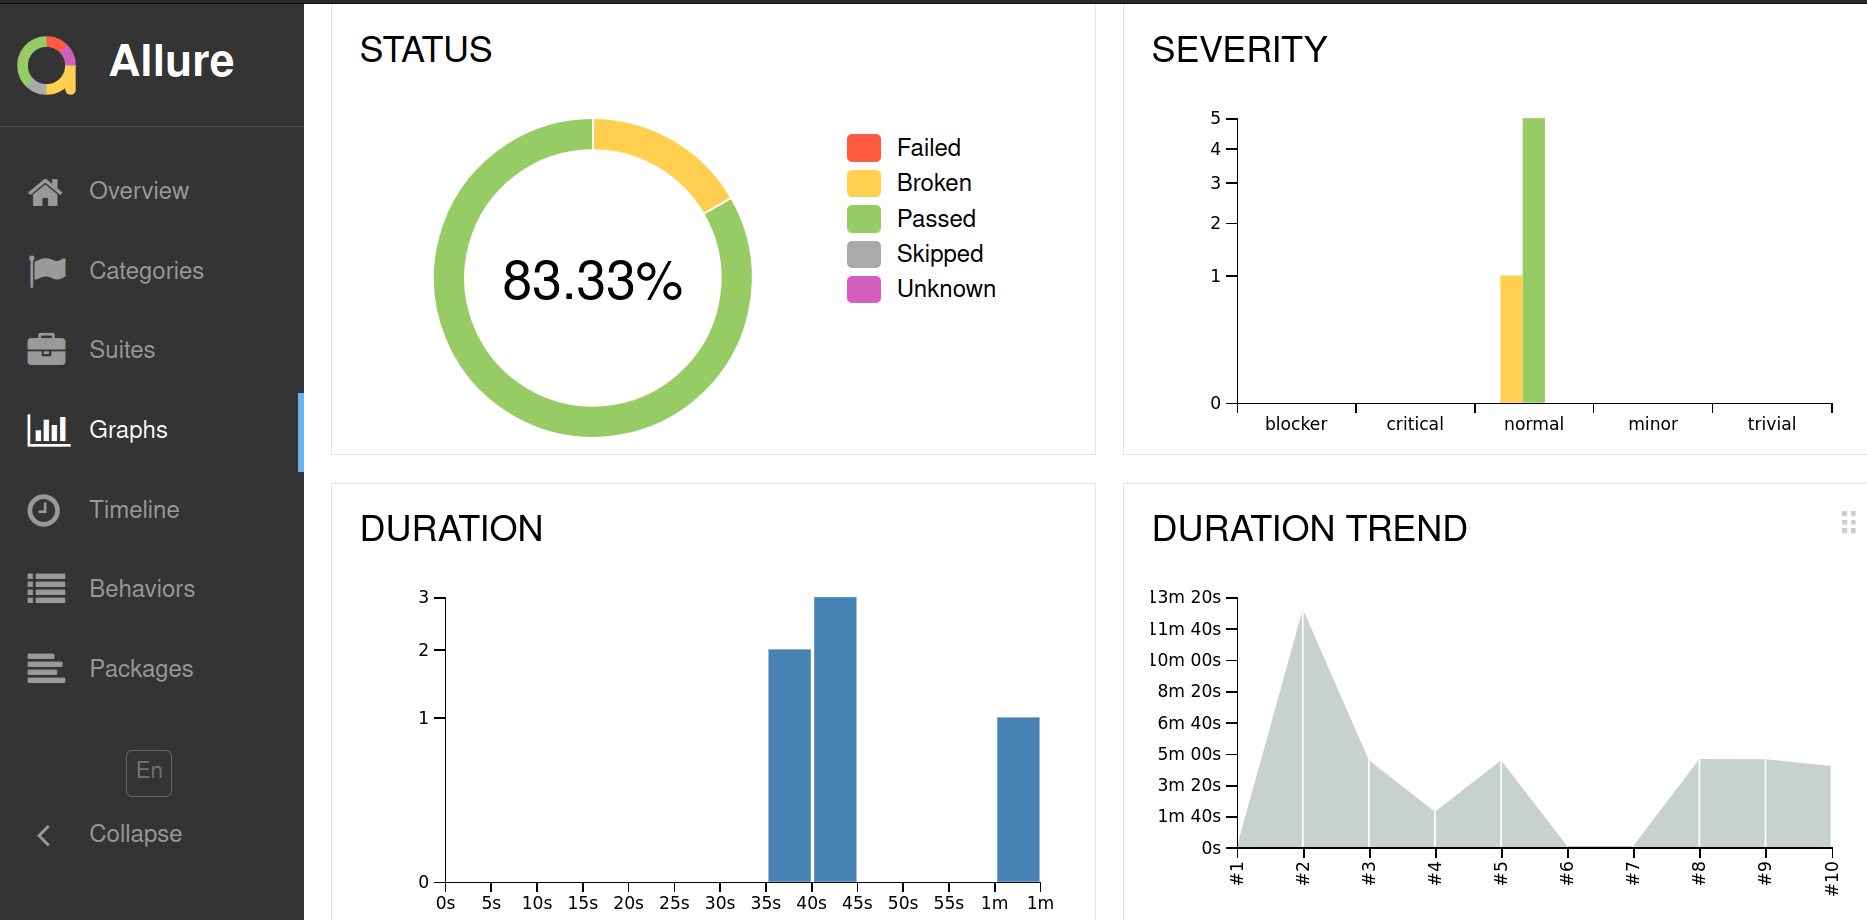 Allure
Overview
Categories
Suites
Graphs
Timeline
Behaviors
Packages
En
Collapse
STATUS
83.33%
Failed
Broken
Passed
Skipped
Unknown
SEVERITY
5
4
3
2
1
0
blocker critical normal minor trivial
DURATION
3
2
1
0
0s 5s 10s 15s 20s 25s 30s 35s 40s 45s 50s 55s 1m 1m
DURATION TREND
13m 20s
11m 40s
10m 00s
8m 20s
6m 40s
5m 00s
3m 20s
1m 40s
0s
#1 #2 #3 #4 #5 #6 #7 #8 #9 #10